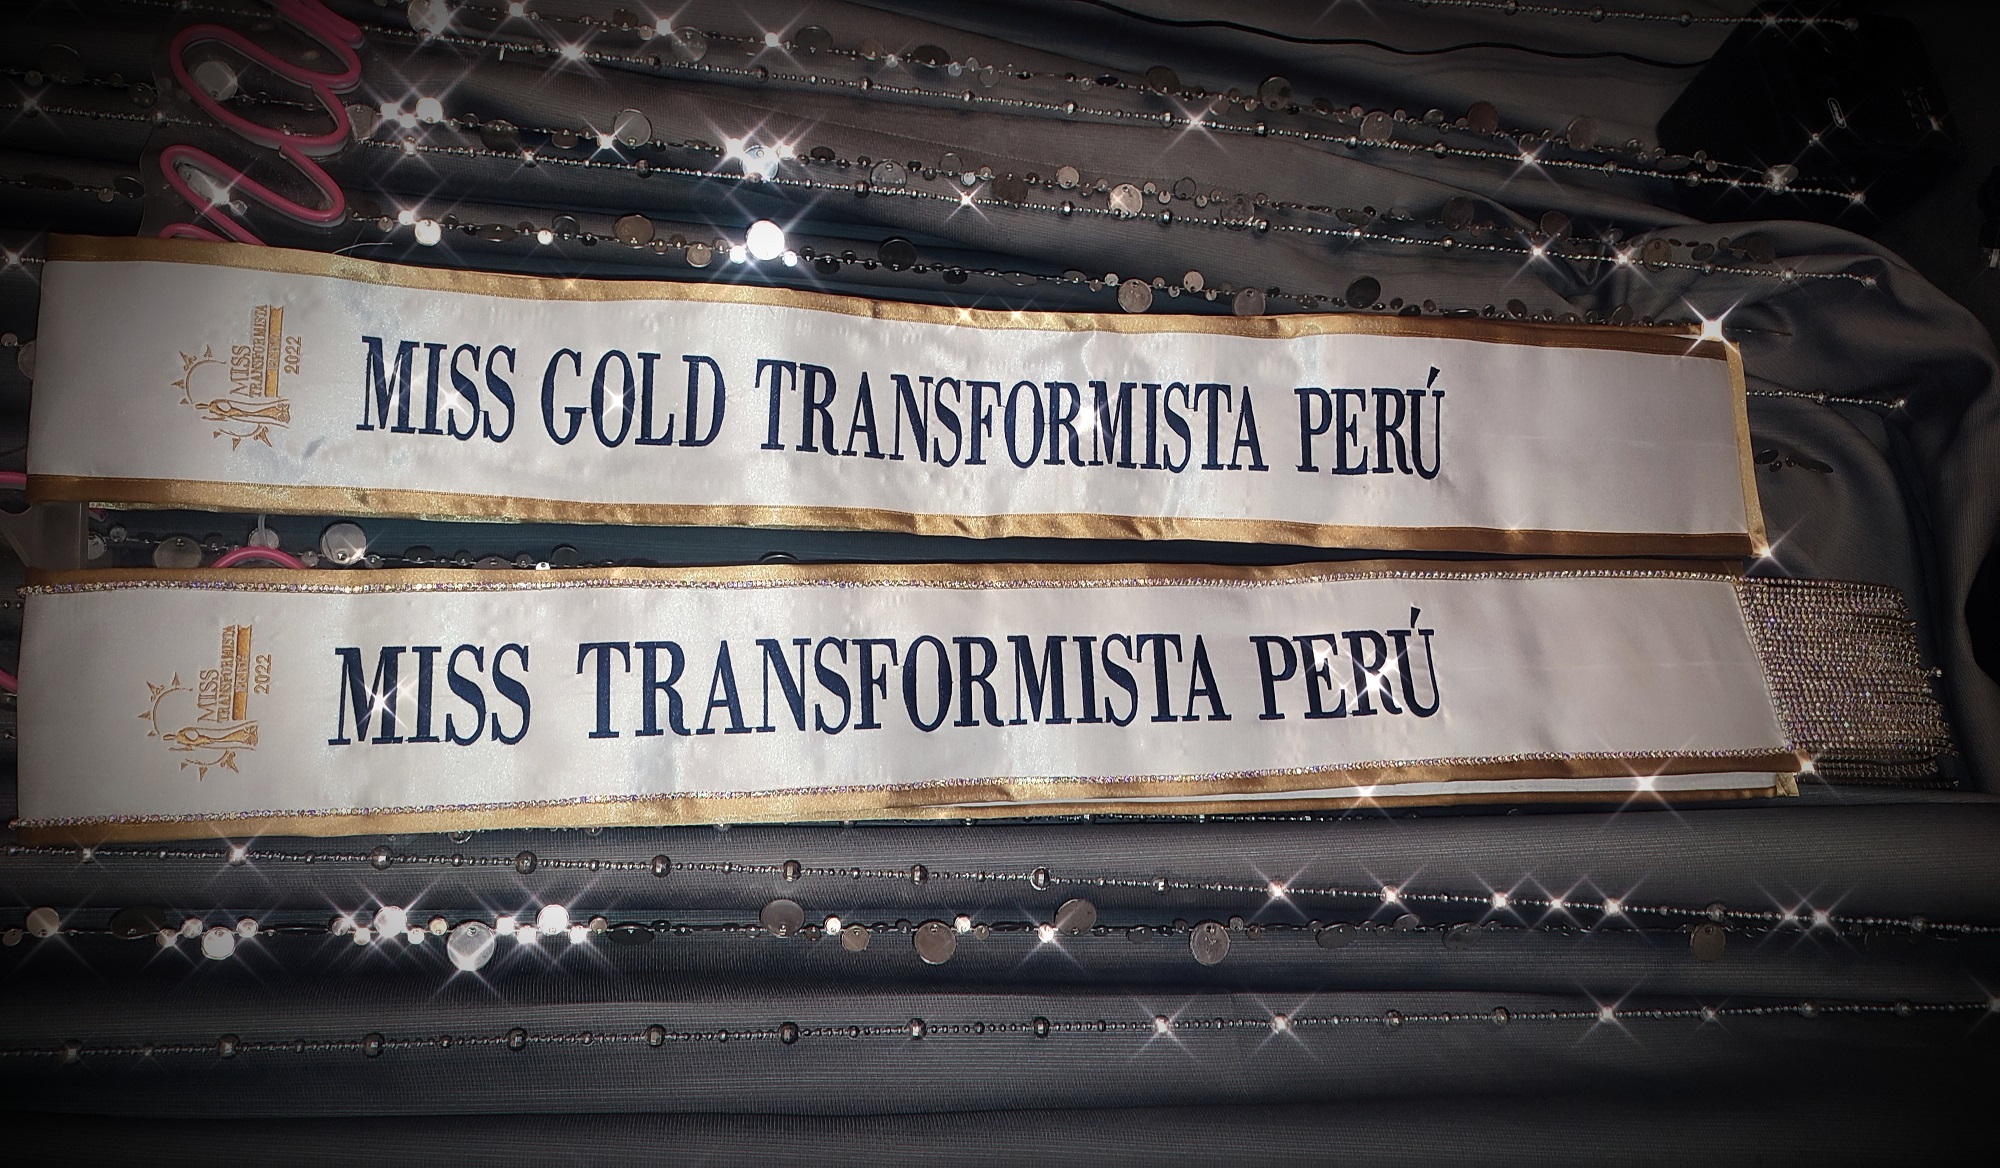 MISS
TRANSFORMISTA
2022
MISS GOLD TRANSFORMISTA PERÚ
MISS
TRANSFORMISTA
2022
MISS TRANSFORMISTA PERÚ